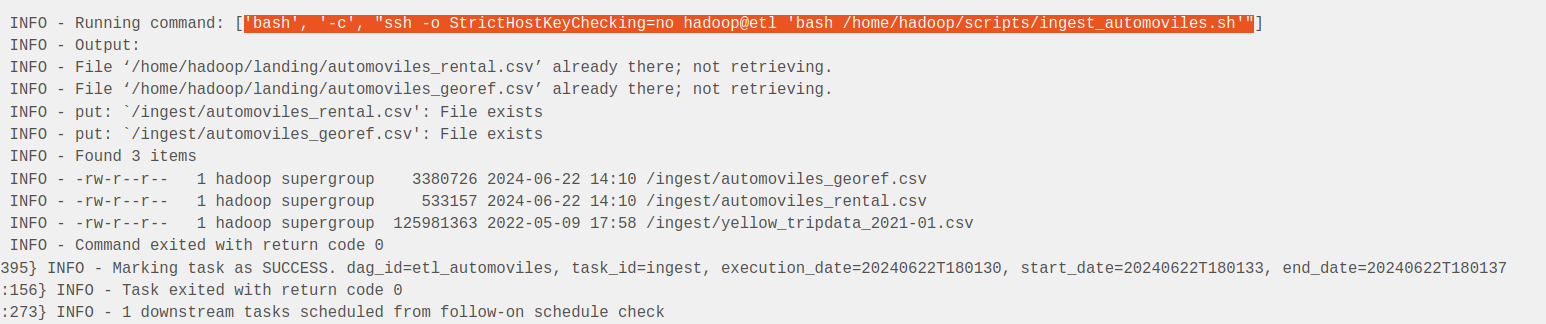 INFO - Running command: ['bash', '-c', "ssh -o StrictHostKeyChecking=no hadoop@etl 'bash /home/hadoop/scripts/ingest_automoviles.sh'"]
INFO - Output:
INFO - File ‘/home/hadoop/landing/automoviles_rental.csv’ already there; not retrieving.
INFO - File ‘/home/hadoop/landing/automoviles_georef.csv’ already there; not retrieving.
INFO - put: `/ingest/automoviles_rental.csv': File exists
INFO - put: `/ingest/automoviles_georef.csv': File exists
INFO - Found 3 items
INFO - -rw-r--r--   1 hadoop supergroup    3380726 2024-06-22 14:10 /ingest/automoviles_georef.csv
INFO - -rw-r--r--   1 hadoop supergroup     533157 2024-06-22 14:10 /ingest/automoviles_rental.csv
INFO - -rw-r--r--   1 hadoop supergroup  125981363 2022-05-09 17:58 /ingest/yellow_tripdata_2021-01.csv
INFO - Command exited with return code 0
395} INFO - Marking task as SUCCESS. dag_id=etl_automoviles, task_id=ingest, execution_date=20240622T180130, start_date=20240622T180133, end_date=20240622T180137
:156} INFO - Task exited with return code 0
:273} INFO - 1 downstream tasks scheduled from follow-on schedule check